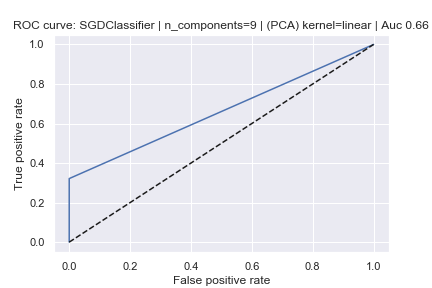 ROC curve: SGDClassifier | n_components=9 | (PCA) kernel=linear | Auc 0.66
1.0
0.8
0.6
0.4
0.2
0.0
True positive rate
0.0 0.2 0.4 0.6 0.8 1.0
False positive rate